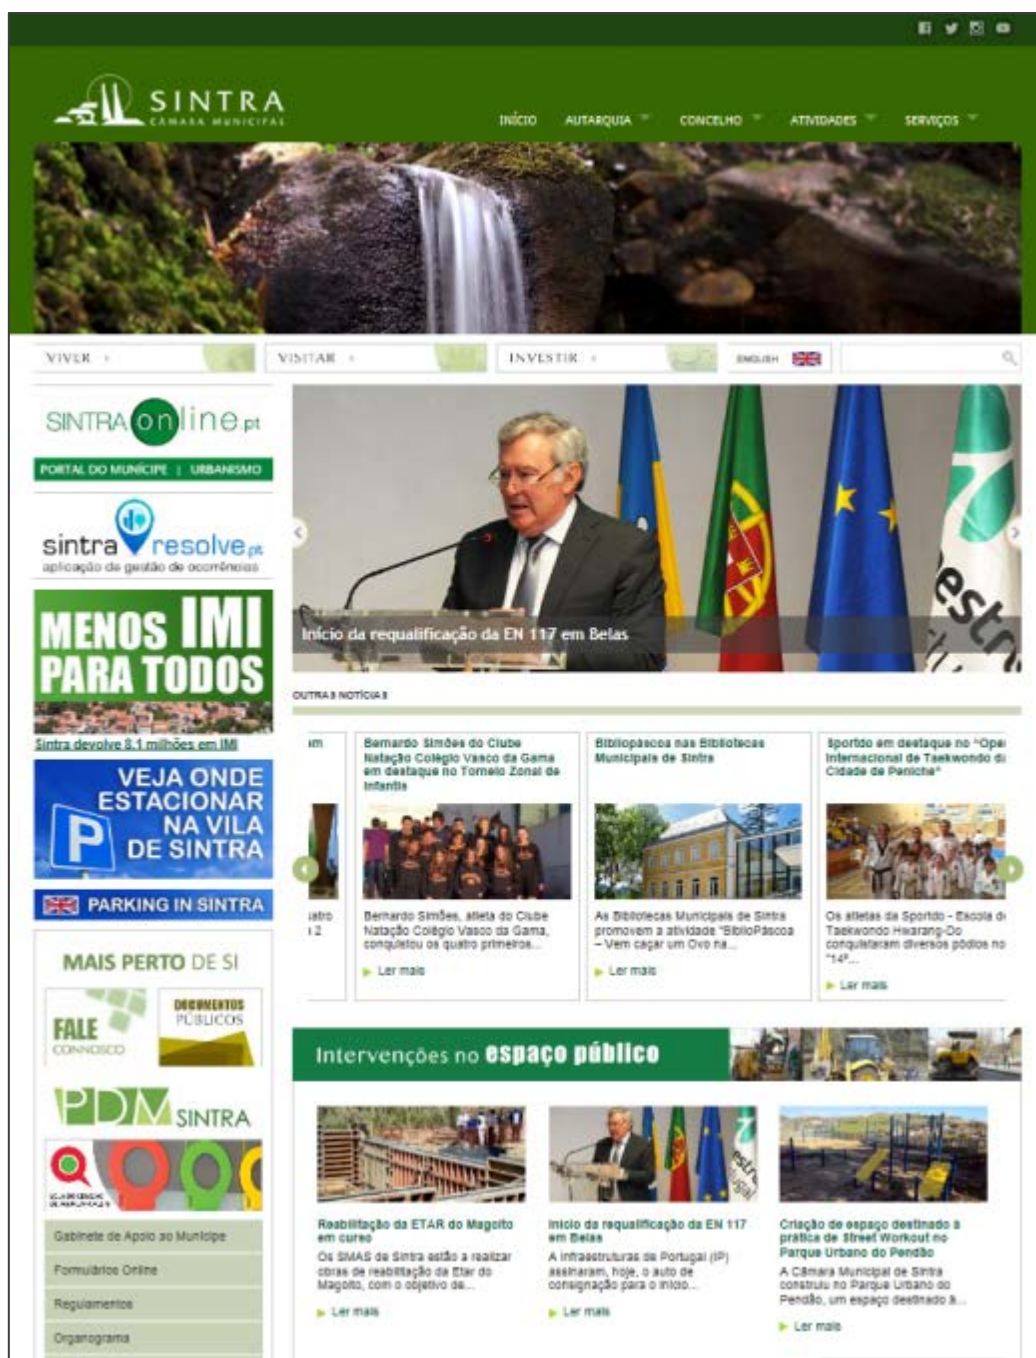 SINTRA
CÂMARA MUNICIPAL
INÍCIO AUTARQUIA CONCELHO ATIVIDADES SERVIÇOS
VIVER VISITAR INVESTIR ENGLISH
SINTRA online.pt
PORTAL DO MUNÍCIPE | URBANISMO
sintra resolve.pt
aplicação de gestão de ocorrências
MENOS IMI
PARA TODOS
Sintra devolve 8,1 milhões em IMI
VEJA ONDE
ESTACIONAR
NA VILA
DE SINTRA
P
PARKING IN SINTRA
MAIS PERTO DE SI
FALE
CONNOSCO
DOCUMENTOS
PÚBLICOS
PDM SINTRA
Gabinete de Apoio ao Munícipe
Formulários Online
Regulamentos
Organograma
Início da requalificação da EN 117 em Belas
OUTRAS NOTÍCIAS
Bernardo Simões do Clube
Natação Colégio Vasco da Gama
em destaque no Torneio Zonal de
Infantis
Bernardo Simões, atleta do Clube
Natação Colégio Vasco da Gama,
conquistou os quatro primeiros...
Ler mais
Bibliopáscoa nas Bibliotecas
Municipais de Sintra
As Bibliotecas Municipais de Sintra
promovem a atividade "BiblioPáscoa
– Vem caçar um Ovo na...
Ler mais
Sportdo em destaque no "Open
Internacional de Taekwondo da
Cidade de Peniche"
Os atletas da Sportdo - Escola de
Taekwondo Hwarang-Do
conquistaram diversos pódios no
"14º...
Ler mais
Intervenções no espaço público
Reabilitação da ETAR do Magoito
em curso
Os SMAS de Sintra estão a realizar
obras de reabilitação da Etar do
Magoito, com o objetivo de...
Ler mais
Início da requalificação da EN 117
em Belas
A Infraestruturas de Portugal (IP)
assinaram, hoje, o auto de
consignação para o início...
Ler mais
Criação de espaço destinado à
prática de Street Workout no
Parque Urbano do Pendão
A Câmara Municipal de Sintra
construiu no Parque Urbano do
Pendão, um espaço destinado à...
Ler mais